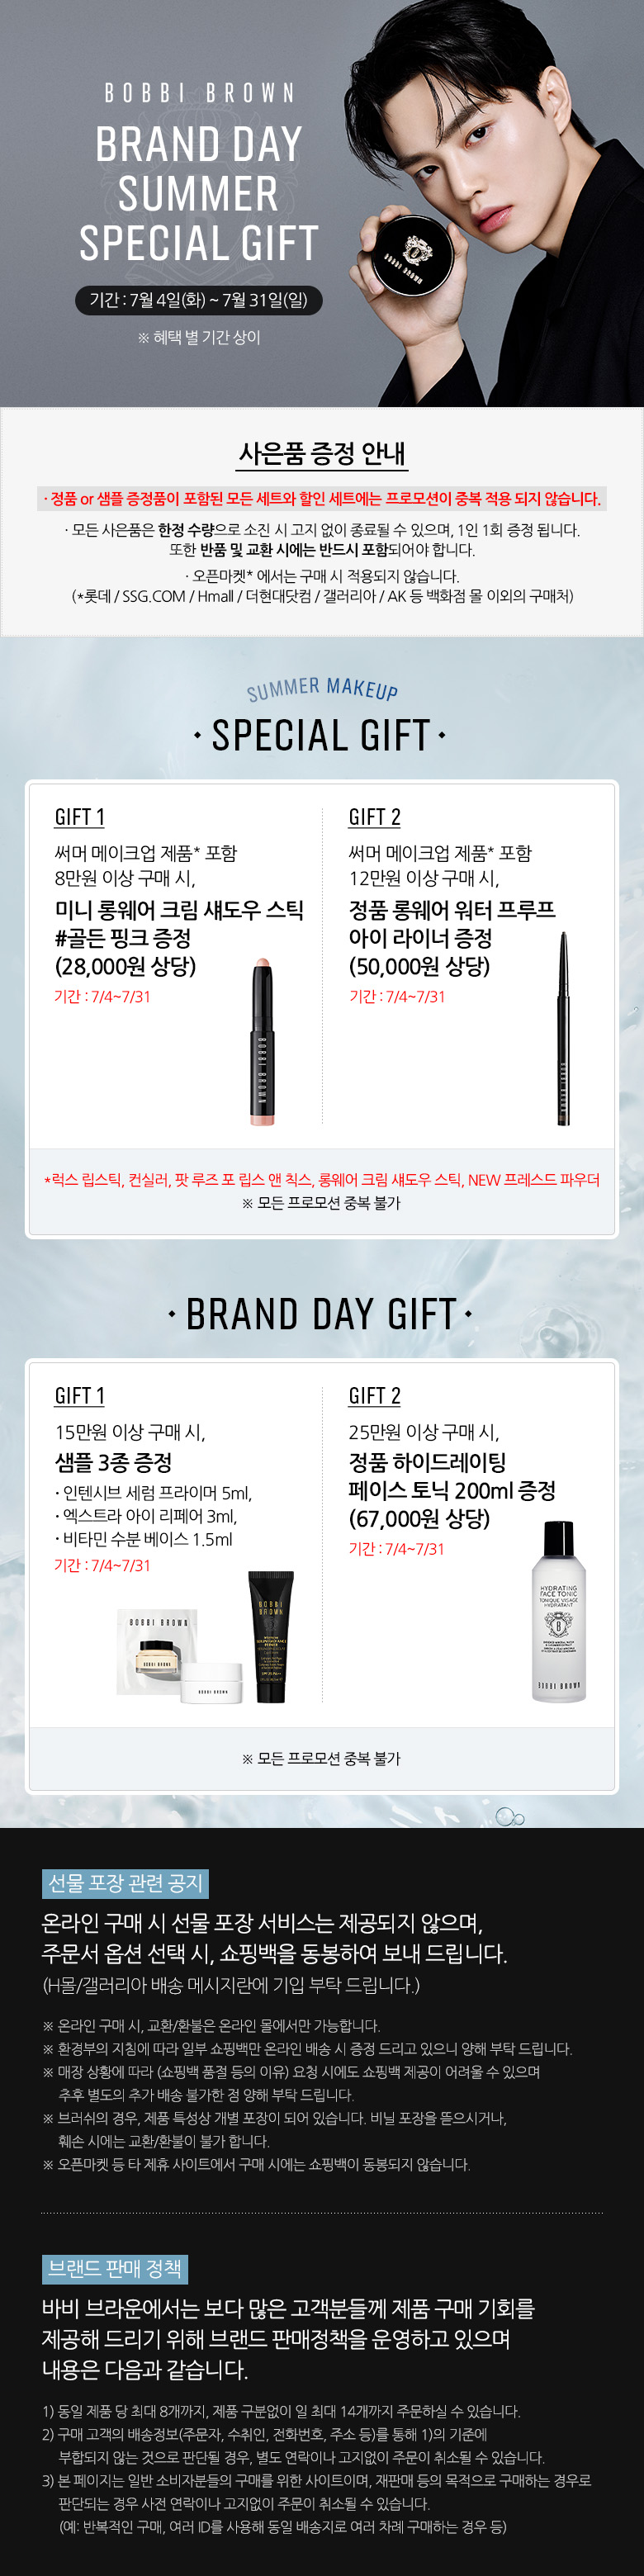 BOBBI BROWN
BRAND DAY
SUMMER
SPECIAL GIFT
기간 : 7월 4일(화) ~ 7월 31일(일)
※ 혜택 별 기간 상이
BOBBI BROWN
사은품 증정 안내
· 정품 or 샘플 증정품이 포함된 모든 세트와 할인 세트에는 프로모션이 중복 적용 되지 않습니다.
· 모든 사은품은 한정 수량으로 소진 시 고지 없이 종료될 수 있으며, 1인 1회 증정 됩니다.
또한 반품 및 교환 시에는 반드시 포함되어야 합니다.
· 오픈마켓* 에서는 구매 시 적용되지 않습니다.
(*롯데 / SSG.COM / Hmall / 더현대닷컴 / 갤러리아 / AK 등 백화점 몰 이외의 구매처)
SUMMER MAKEUP
· SPECIAL GIFT ·
GIFT 1
써머 메이크업 제품* 포함
8만원 이상 구매 시,
미니 롱웨어 크림 섀도우 스틱
#골든 핑크 증정
(28,000원 상당)
기간 : 7/4~7/31
BOBBI BROWN
GIFT 2
써머 메이크업 제품* 포함
12만원 이상 구매 시,
정품 롱웨어 워터 프루프
아이 라이너 증정
(50,000원 상당)
기간 : 7/4~7/31
BOBBI BROWN
*럭스 립스틱, 컨실러, 팟 루즈 포 립스 앤 칙스, 롱웨어 크림 섀도우 스틱, NEW 프레스드 파우더
※ 모든 프로모션 중복 불가
· BRAND DAY GIFT ·
GIFT 1
15만원 이상 구매 시,
샘플 3종 증정
· 인텐시브 세럼 프라이머 5ml,
· 엑스트라 아이 리페어 3ml,
· 비타민 수분 베이스 1.5ml
기간 : 7/4~7/31
BOBBI BROWN
BOBBI BROWN
BOBBI
BROWN
GIFT 2
25만원 이상 구매 시,
정품 하이드레이팅
페이스 토닉 200ml 증정
(67,000원 상당)
기간 : 7/4~7/31
HYDRATING
FACE TONIC
TONIQUE VISAGE
HYDRATANT
BOBBI BROWN
※ 모든 프로모션 중복 불가
선물 포장 관련 공지
온라인 구매 시 선물 포장 서비스는 제공되지 않으며,
주문서 옵션 선택 시, 쇼핑백을 동봉하여 보내 드립니다.
(H몰/갤러리아 배송 메시지란에 기입 부탁 드립니다.)
※ 온라인 구매 시, 교환/환불은 온라인 몰에서만 가능합니다.
※ 환경부의 지침에 따라 일부 쇼핑백만 온라인 배송 시 증정 드리고 있으니 양해 부탁 드립니다.
※ 매장 상황에 따라 (쇼핑백 품절 등의 이유) 요청 시에도 쇼핑백 제공이 어려울 수 있으며
추후 별도의 추가 배송 불가한 점 양해 부탁 드립니다.
※ 브러쉬의 경우, 제품 특성상 개별 포장이 되어 있습니다. 비닐 포장을 뜯으시거나,
훼손 시에는 교환/환불이 불가 합니다.
※ 오픈마켓 등 타 제휴 사이트에서 구매 시에는 쇼핑백이 동봉되지 않습니다.
브랜드 판매 정책
바비 브라운에서는 보다 많은 고객분들께 제품 구매 기회를
제공해 드리기 위해 브랜드 판매정책을 운영하고 있으며
내용은 다음과 같습니다.
1) 동일 제품 당 최대 8개까지, 제품 구분없이 일 최대 14개까지 주문하실 수 있습니다.
2) 구매 고객의 배송정보(주문자, 수취인, 전화번호, 주소 등)를 통해 1)의 기준에
부합되지 않는 것으로 판단될 경우, 별도 연락이나 고지없이 주문이 취소될 수 있습니다.
3) 본 페이지는 일반 소비자분들의 구매를 위한 사이트이며, 재판매 등의 목적으로 구매하는 경우로
판단되는 경우 사전 연락이나 고지없이 주문이 취소될 수 있습니다.
(예: 반복적인 구매, 여러 ID를 사용해 동일 배송지로 여러 차례 구매하는 경우 등)